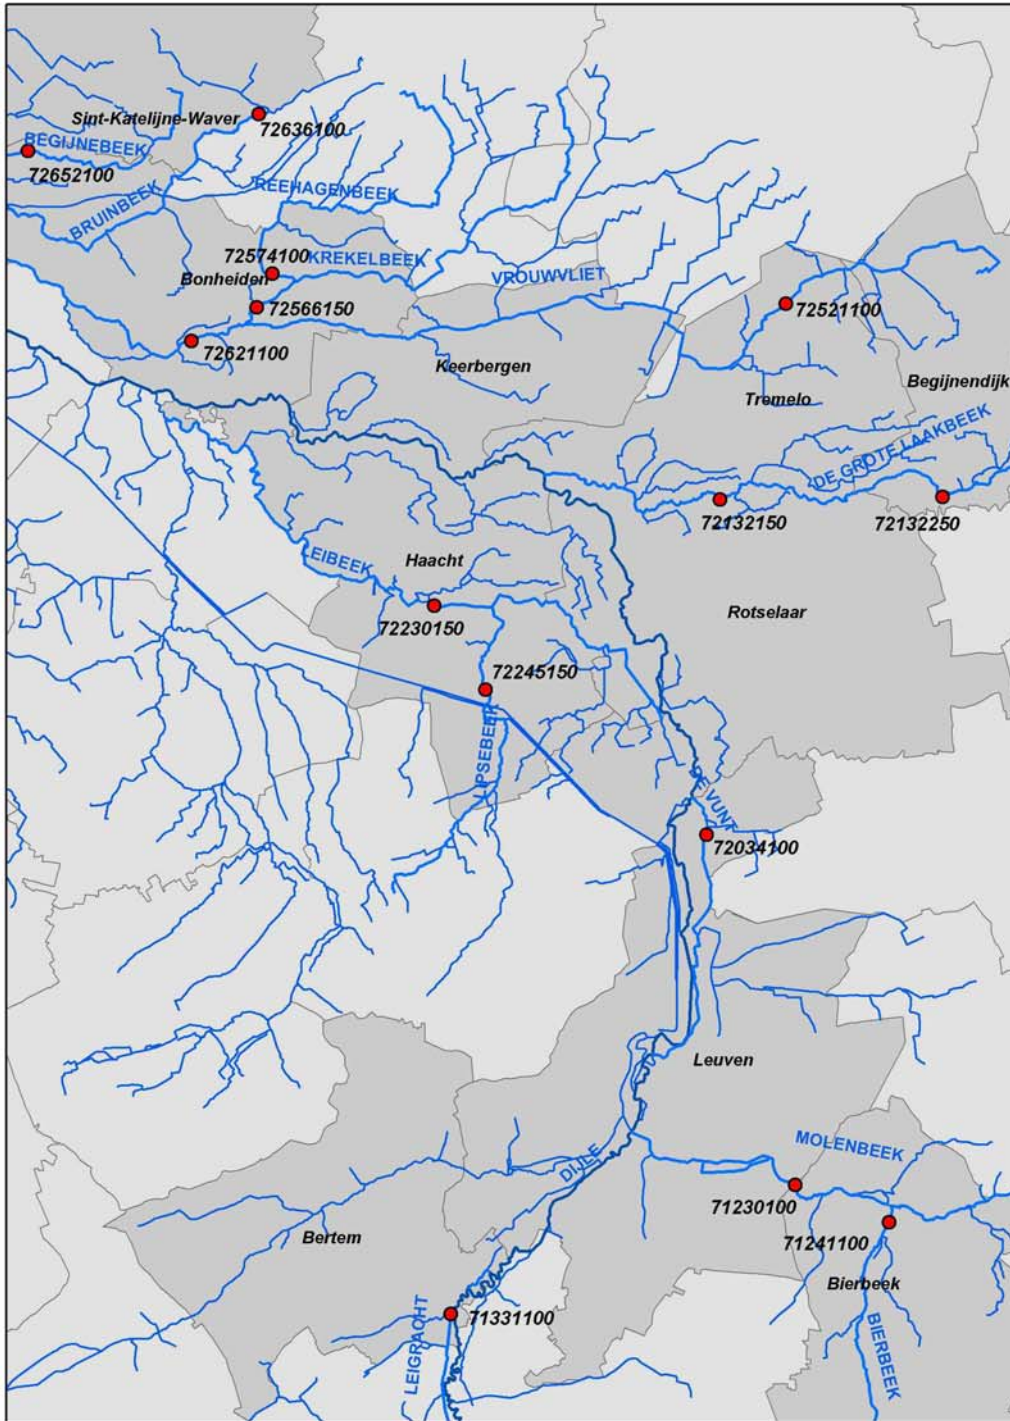 Sint-Katelijne-Waver
72636100
BEGIJNEBEEK
72652100
REEHAGENBEEK
BRUINBEEK
72574100
KREKELBEEK
Bonheiden
VROUWVLIET
72566150
72521100
72621100
Keerbergen
Begijnendijk
Tremelo
DE GROTE LAAKBEEK
72132150
72132250
LEIBEEK
Haacht
Rotselaar
72230150
72245150
LIPSEBEEK
DE VUNT
72034100
Leuven
MOLENBEEK
DIJLE
71230100
Bertem
71241100
Bierbeek
71331100
LEIGRACHT
BIERBEEK